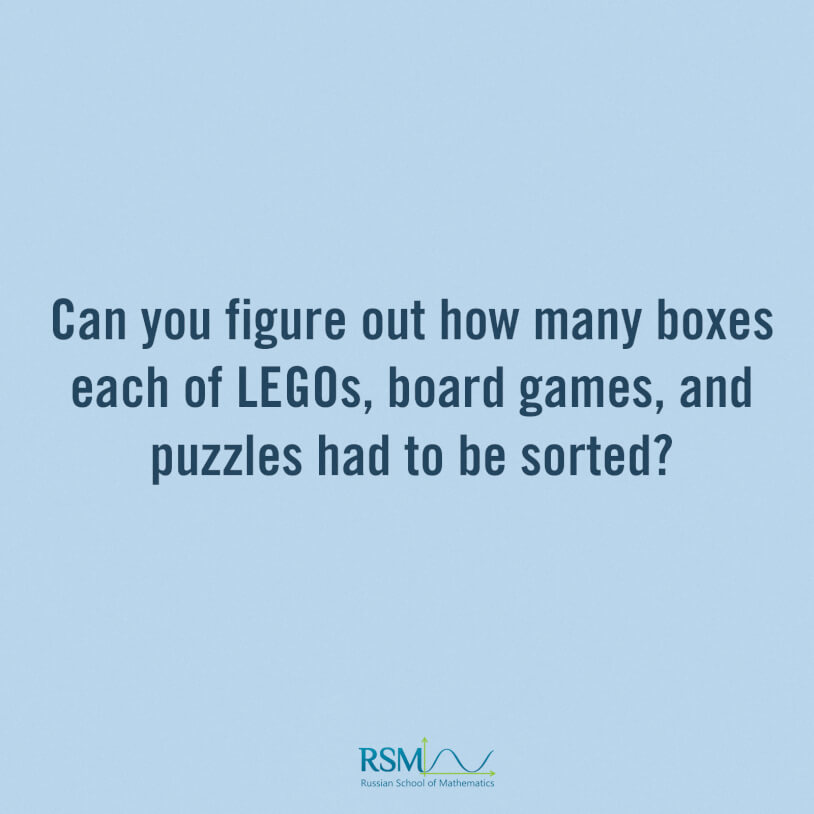 Can you figure out how many boxes
each of LEGOs, board games, and
puzzles had to be sorted?
RSM
Russian School of Mathematics